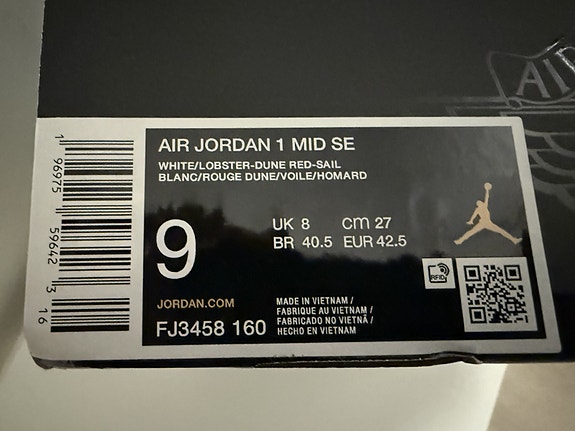 AIR
AIR JORDAN 1 MID SE
WHITE/LOBSTER-DUNE RED-SAIL
BLANC/ROUGE DUNE/VOILE/HOMARD
9
UK 8 cm 27
BR 40.5 EUR 42.5
RFID
JORDAN.COM
FJ3458 160
MADE IN VIETNAM /
FABRIQUE AU VIETNAM /
FABRICADO NO VIETNÃ /
HECHO EN VIETNAM
1 96975 59642 3 16